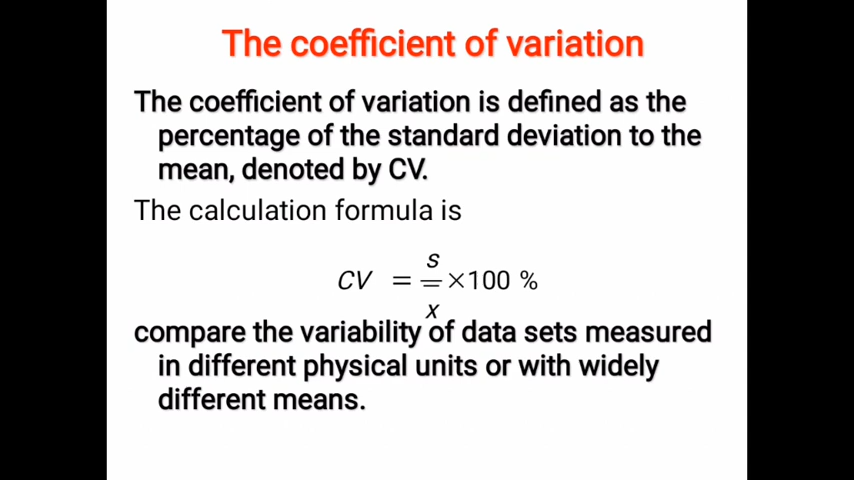 The coefficient of variation
The coefficient of variation is defined as the
percentage of the standard deviation to the
mean, denoted by CV.
The calculation formula is
CV = s/x̄ ×100 %
compare the variability of data sets measured
in different physical units or with widely
different means.